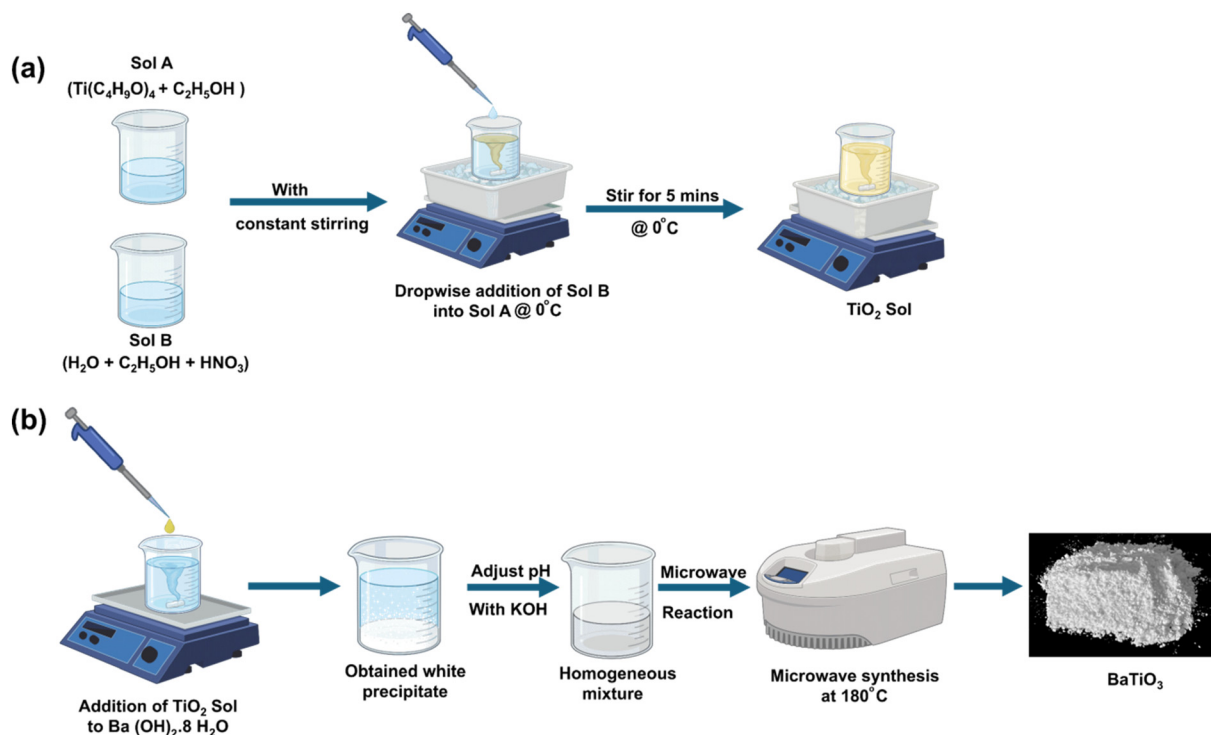 (a)
Sol A
(Ti(C₄H₉O)₄ + C₂H₅OH )
With
constant stirring
Sol B
(H₂O + C₂H₅OH + HNO₃)
Dropwise addition of Sol B
into Sol A @ 0°C
Stir for 5 mins
@ 0°C
TiO₂ Sol
(b)
Addition of TiO₂ Sol
to Ba (OH)₂.8 H₂O
Obtained white
precipitate
Adjust pH
With KOH
Homogeneous
mixture
Microwave
Reaction
Microwave synthesis
at 180°C
BaTiO₃